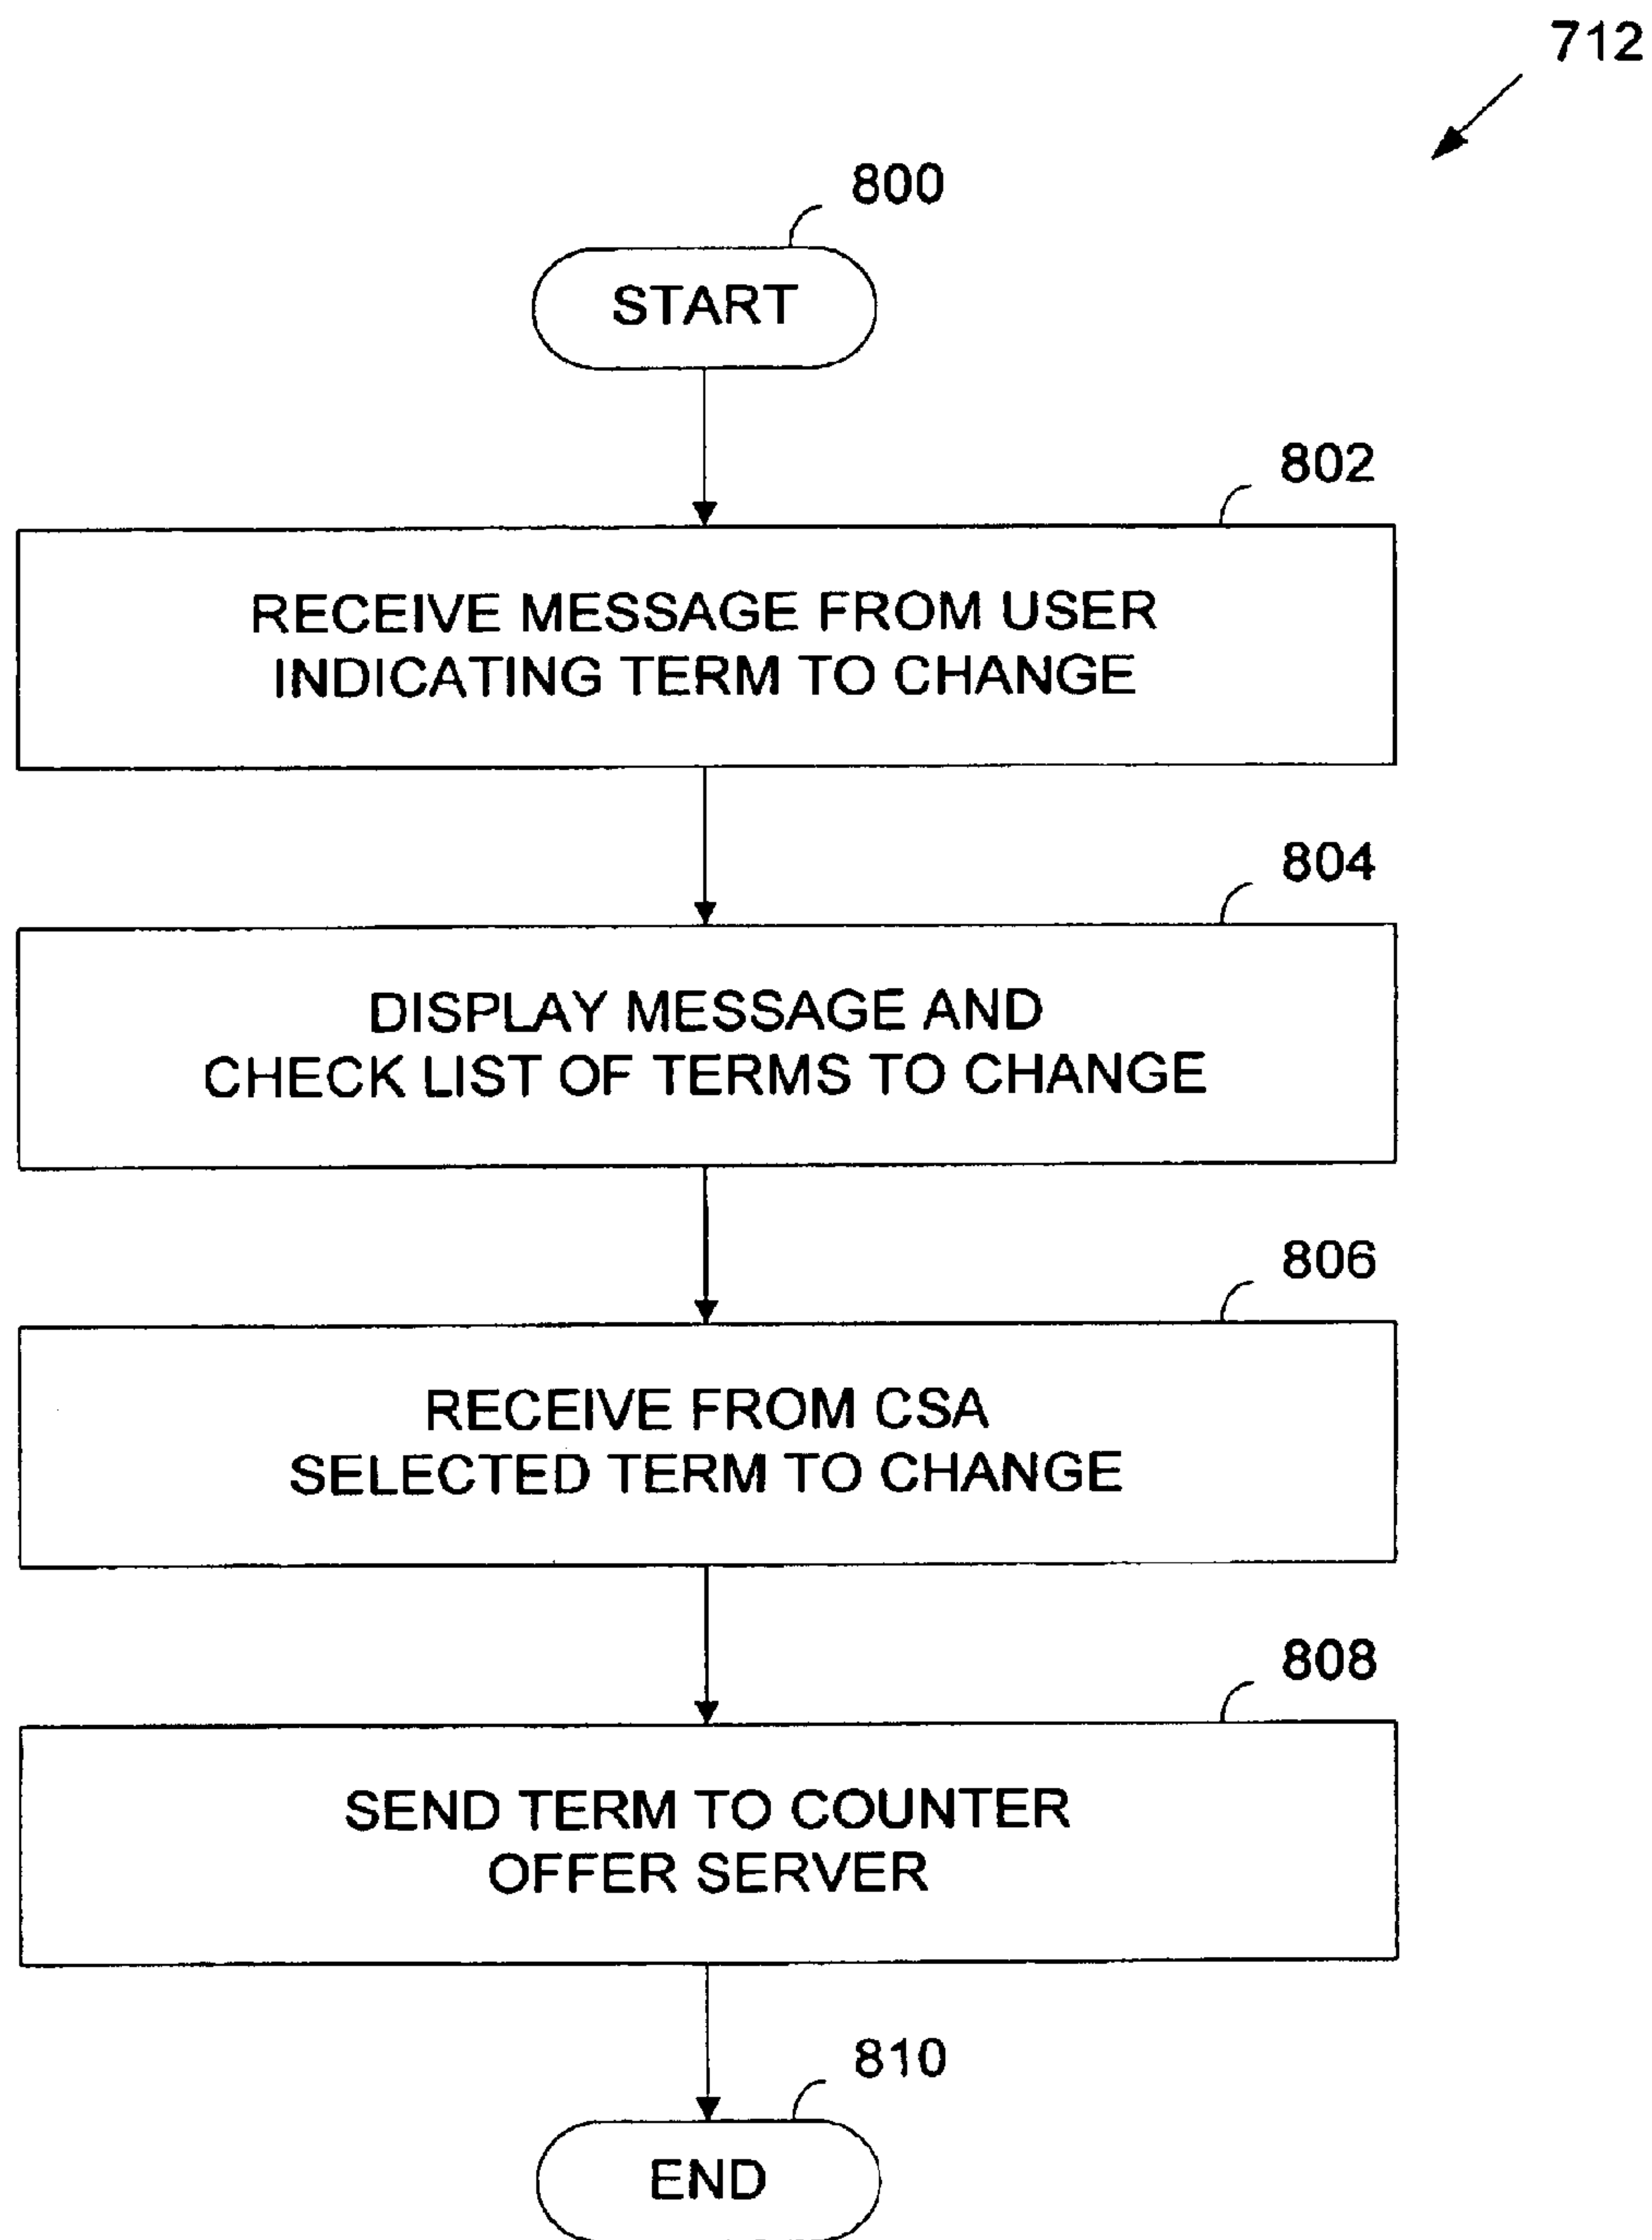 712
800
START
802
RECEIVE MESSAGE FROM USER
INDICATING TERM TO CHANGE
804
DISPLAY MESSAGE AND
CHECK LIST OF TERMS TO CHANGE
806
RECEIVE FROM CSA
SELECTED TERM TO CHANGE
808
SEND TERM TO COUNTER
OFFER SERVER
810
END